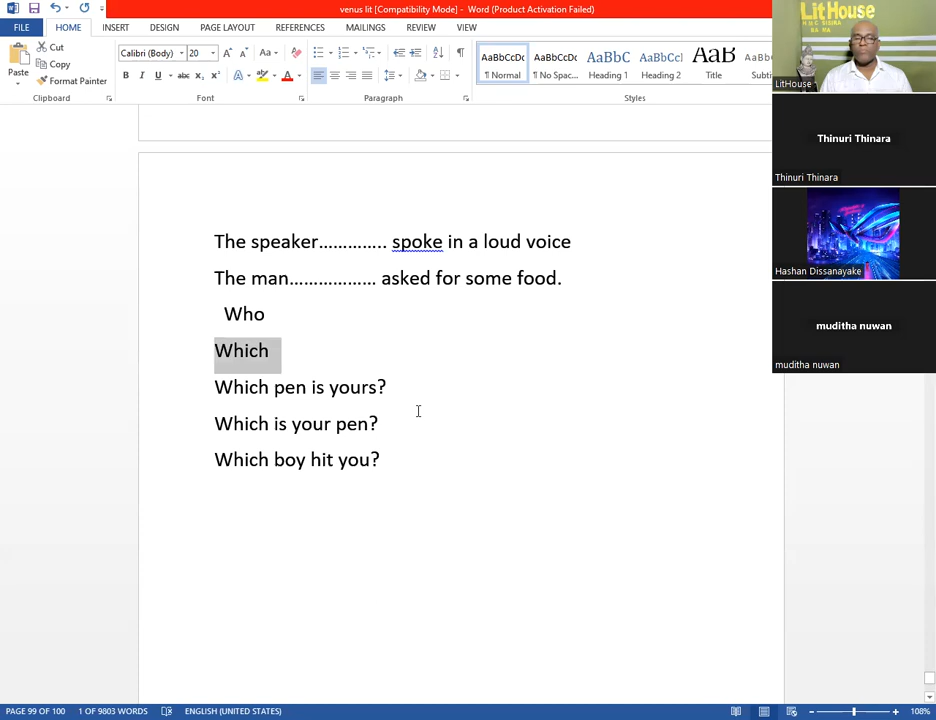 venus lit [Compatibility Mode] - Word (Product Activation Failed)
FILE HOME INSERT DESIGN PAGE LAYOUT REFERENCES MAILINGS REVIEW VIEW
Paste
Cut
Copy
Format Painter
Clipboard
Calibri (Body) 20
Font
Paragraph
AaBbCcDc AaBbCcDc AaBbC AaBbCcI AaB AaBbCcD
¶ Normal ¶ No Spac... Heading 1 Heading 2 Title Subti
Styles
The speaker………….. spoke in a loud voice
The man……………… asked for some food.
Who
Which
Which pen is yours?
Which is your pen?
Which boy hit you?
LitHouse
LitHouse
Thinuri Thinara
Thinuri Thinara
Hashan Dissanayake
muditha nuwan
muditha nuwan
PAGE 99 OF 100 1 OF 9803 WORDS ENGLISH (UNITED STATES) 108%